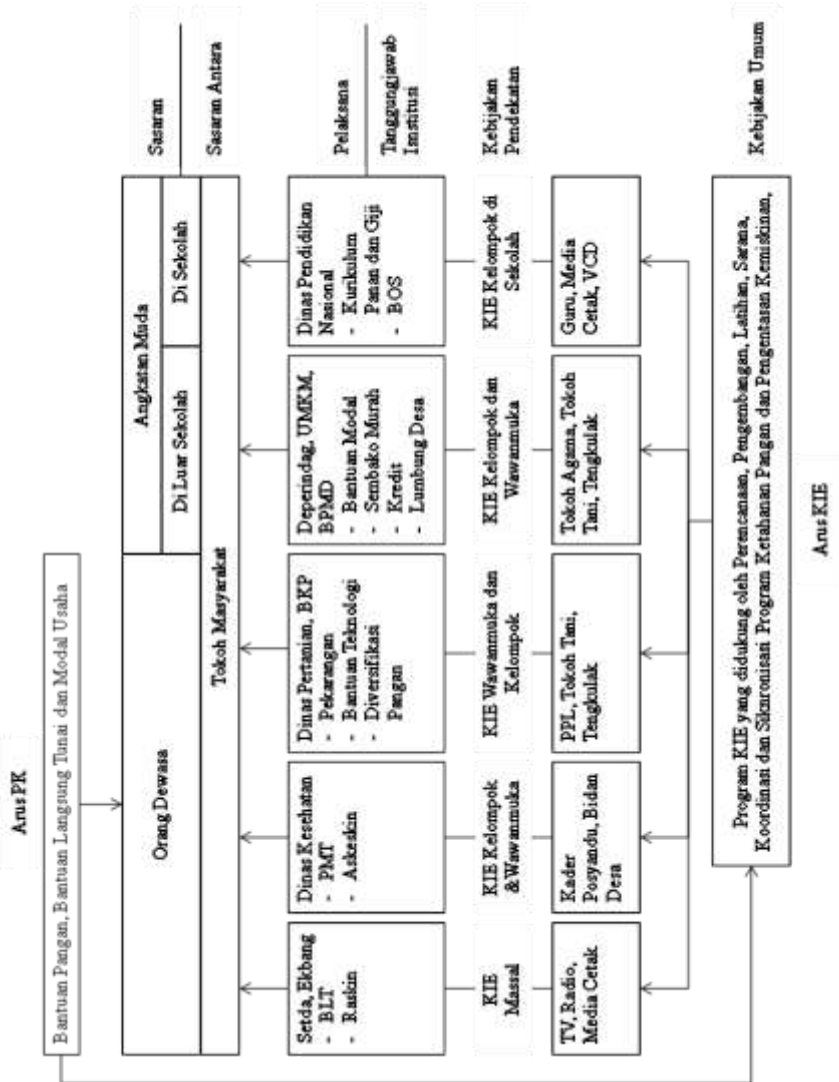 Arus PK
Bantuan Pangan, Bantuan Langsung Tunai dan Modal Usaha
Sasaran
Orang Dewasa
Angkatan Muda
Di Luar Sekolah
Di Sekolah
Sasaran Antara
Tokoh Masyarakat
Pelaksana
Tanggungjawab
Isnstitusi
Setda, Ekbang
- BLT
- Raskin
Dinas Kesehatan
- PMT
- Askeskin
Dinas Pertanian, BKP
- Pekarangan
- Bantuan Teknologi
- Diversifikasi
Pangan
Deperindag, UMKM,
BPMD
- Bantuan Modal
- Sembako Murah
- Kredit
- Lumbung Desa
Dinas Pendidikan
Nasional
- Kurikulum
Panan dan Giji
- BOS
Kebijakan
Pendekatan
KIE
Massal
KIE Kelompok
&Wawanmuka
KIE Wawanmuka dan
Kelompok
KIE Kelompok dan
Wawanmuka
KIE Kelompok di
Sekolah
TV, Radio,
Media Cetak
Kader
Posyandu, Bidan
Desa
PPL, Tokoh Tani,
Tengkulak
Tokoh Agama, Tokoh
Tani, Tengkulak
Guru, Media
Cetak, VCD
Kebijakan Umum
Program KIE yang didukung oleh Perencanaan, Pengembangan, Latihan, Sarana,
Koordinasi dan Siknronisasi Program Ketahanan Pangan dan Pengentasan Kemiskinan,
Arus KIE